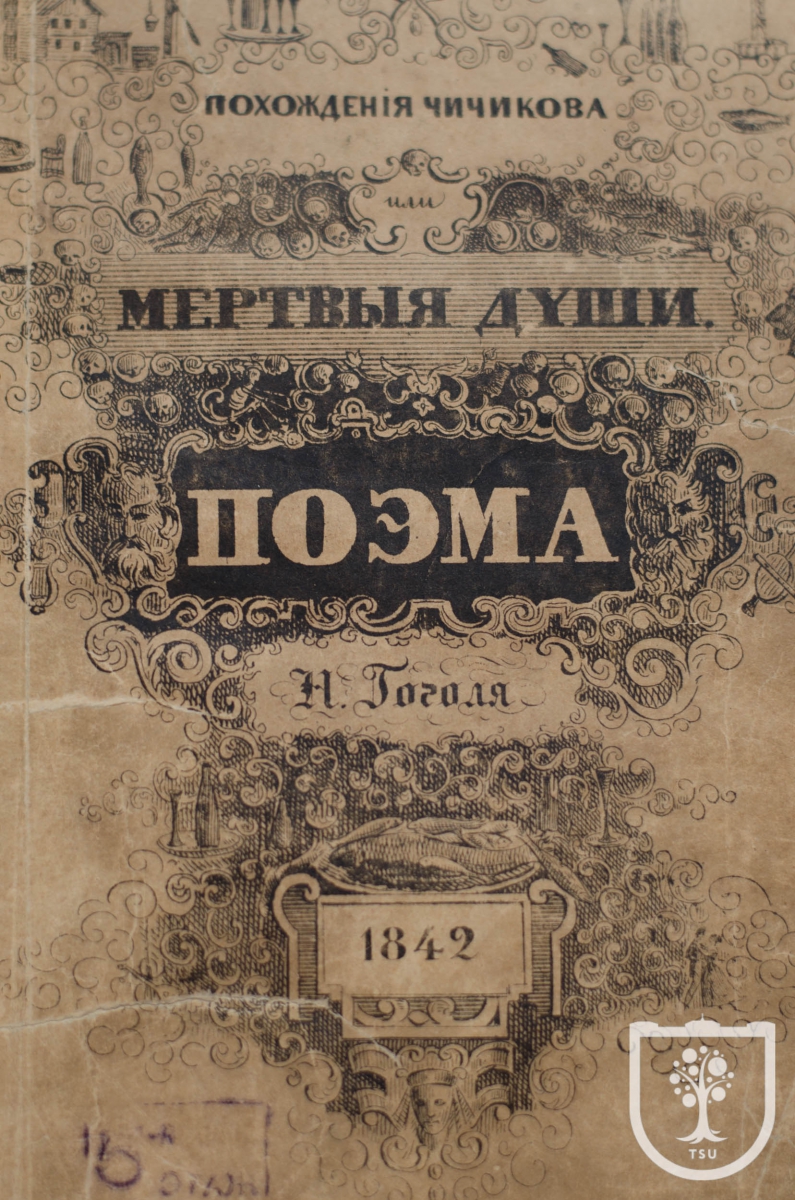 ПОХОЖДЕНІЯ ЧИЧИКОВА
или
МЕРТВЫЯ ДУШИ.
ПОЭМА
Н. Гоголя
1842
TSU